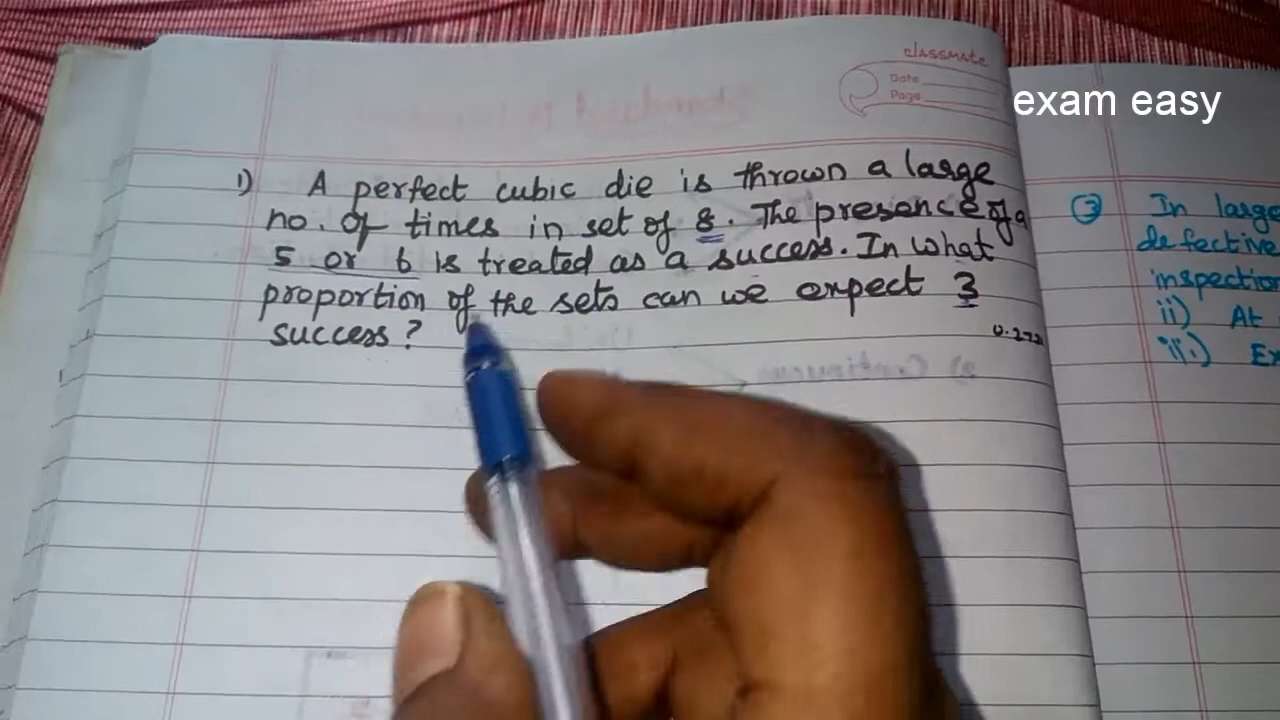 classmate
Date
Page
exam easy
1) A perfect cubic die is thrown a large
no. of times in set of 8. The presence of a
5 or 6 is treated as a success. In what
proportion of the sets can we expect 3
success?
3 In large
defective
inspection
ii) At
iii.) Ex